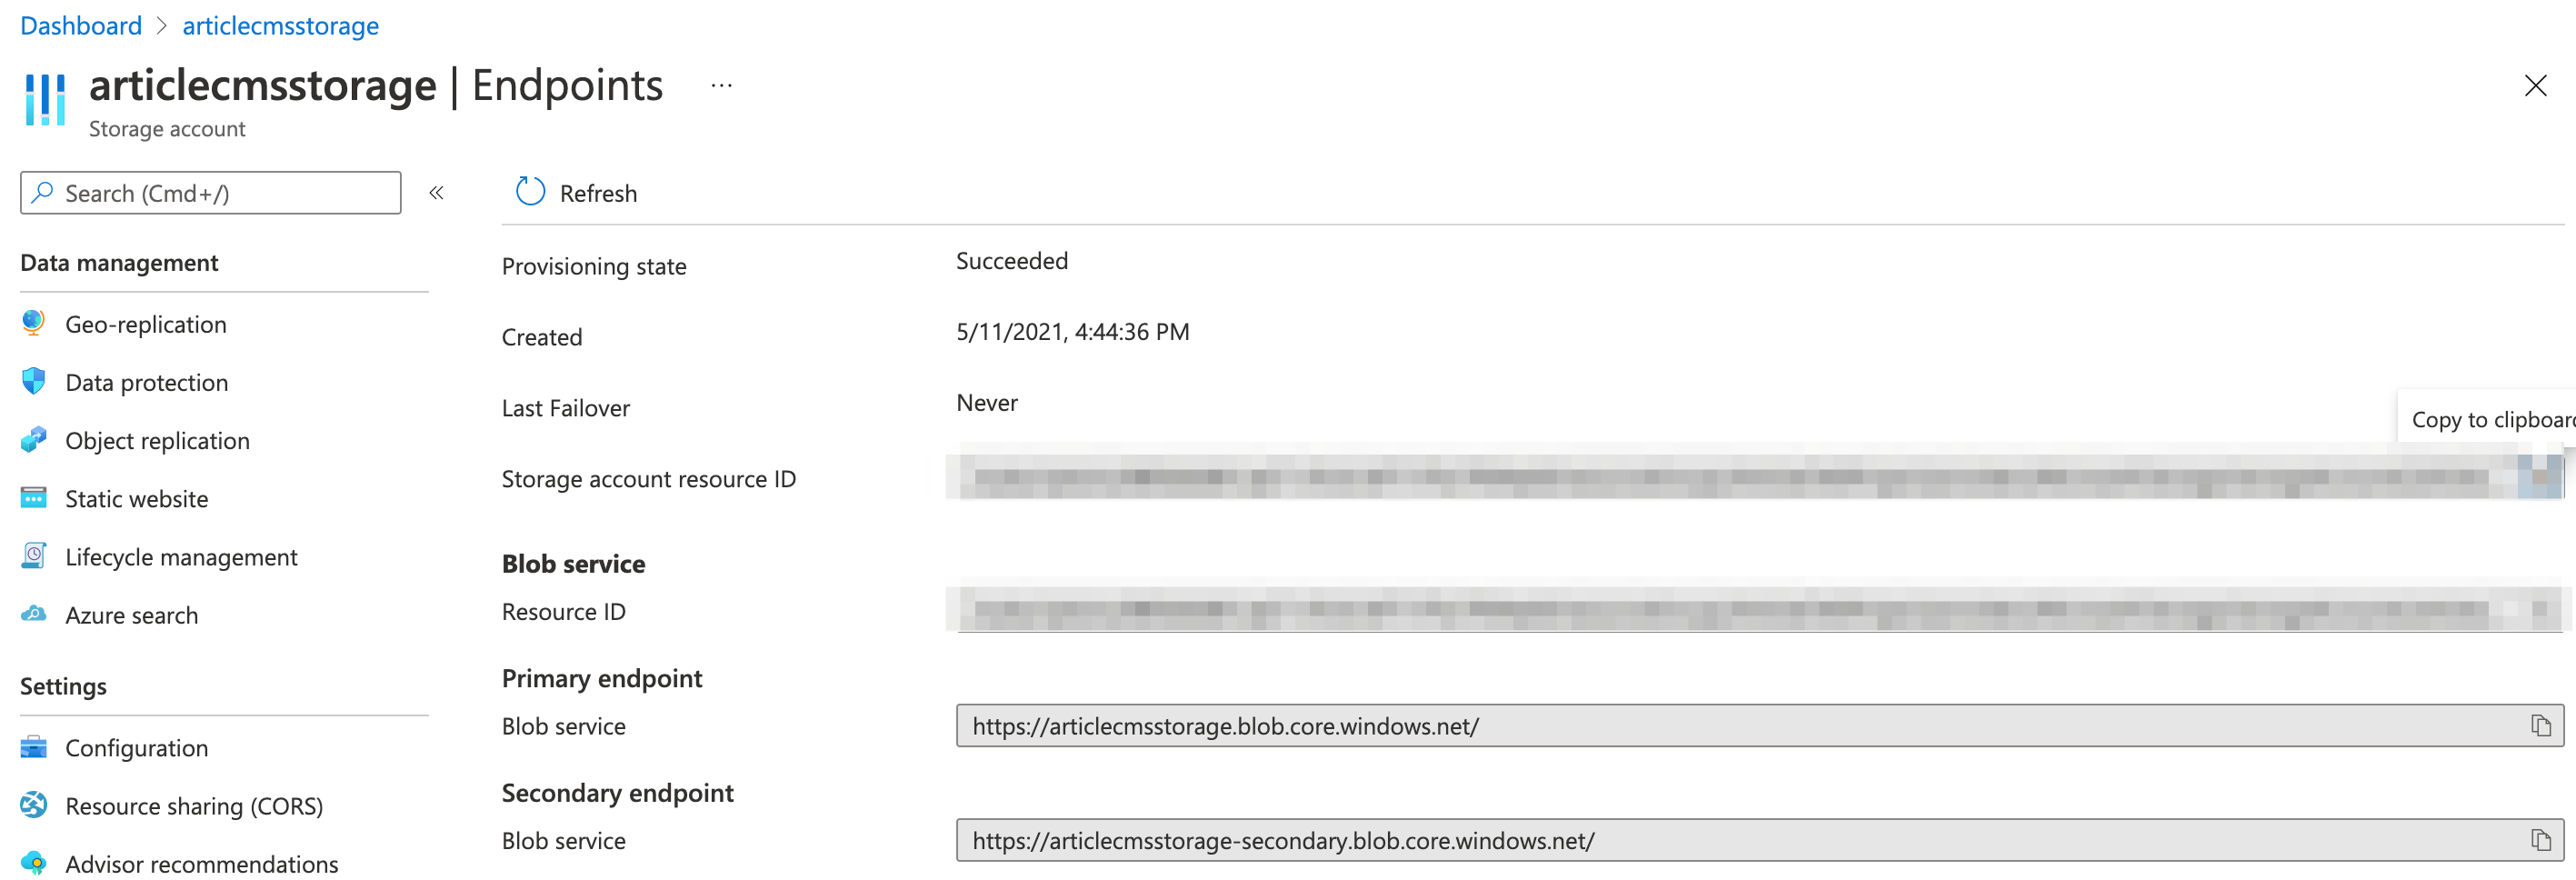 Dashboard > articlecmsstorage
articlecmsstorage | Endpoints ...
Storage account
Search (Cmd+/) «
Data management
Geo-replication
Data protection
Object replication
Static website
Lifecycle management
Azure search
Settings
Configuration
Resource sharing (CORS)
Advisor recommendations
Refresh
Provisioning state Succeeded
Created 5/11/2021, 4:44:36 PM
Last Failover Never
Copy to clipboard
Storage account resource ID
Blob service
Resource ID
Primary endpoint
Blob service https://articlecmsstorage.blob.core.windows.net/
Secondary endpoint
Blob service https://articlecmsstorage-secondary.blob.core.windows.net/